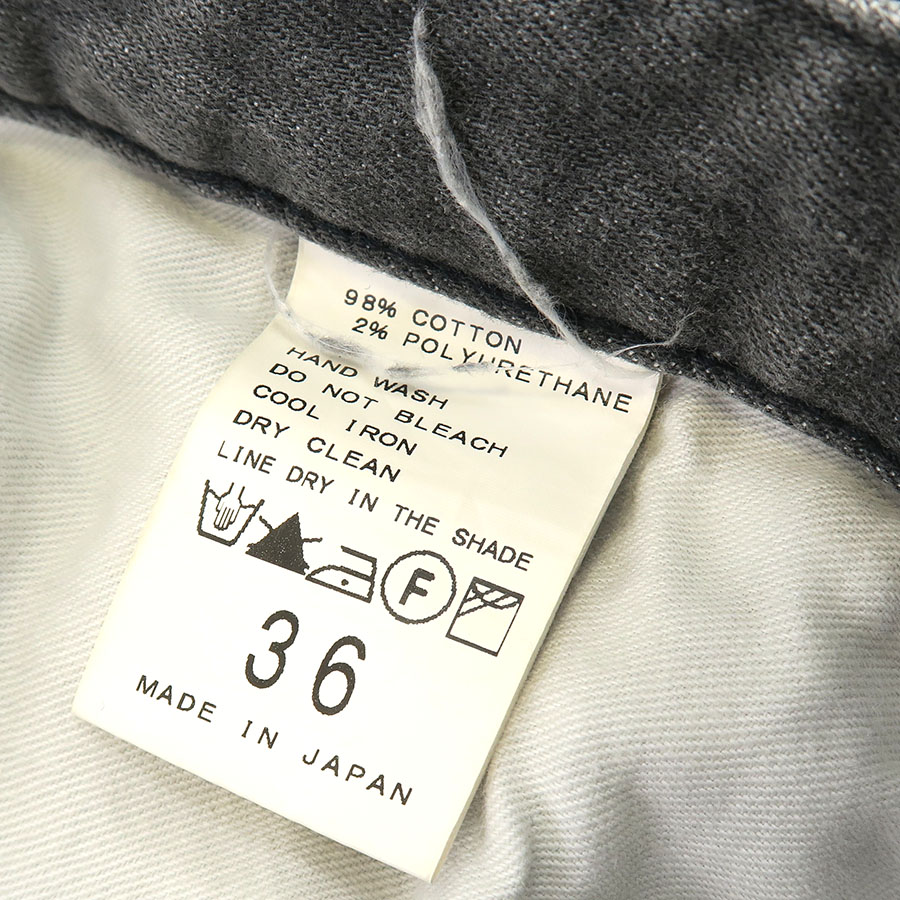 98% COTTON
2% POLYURETHANE
HAND WASH
DO NOT BLEACH
COOL IRON
DRY CLEAN
LINE DRY IN THE SHADE
F
36
MADE IN JAPAN